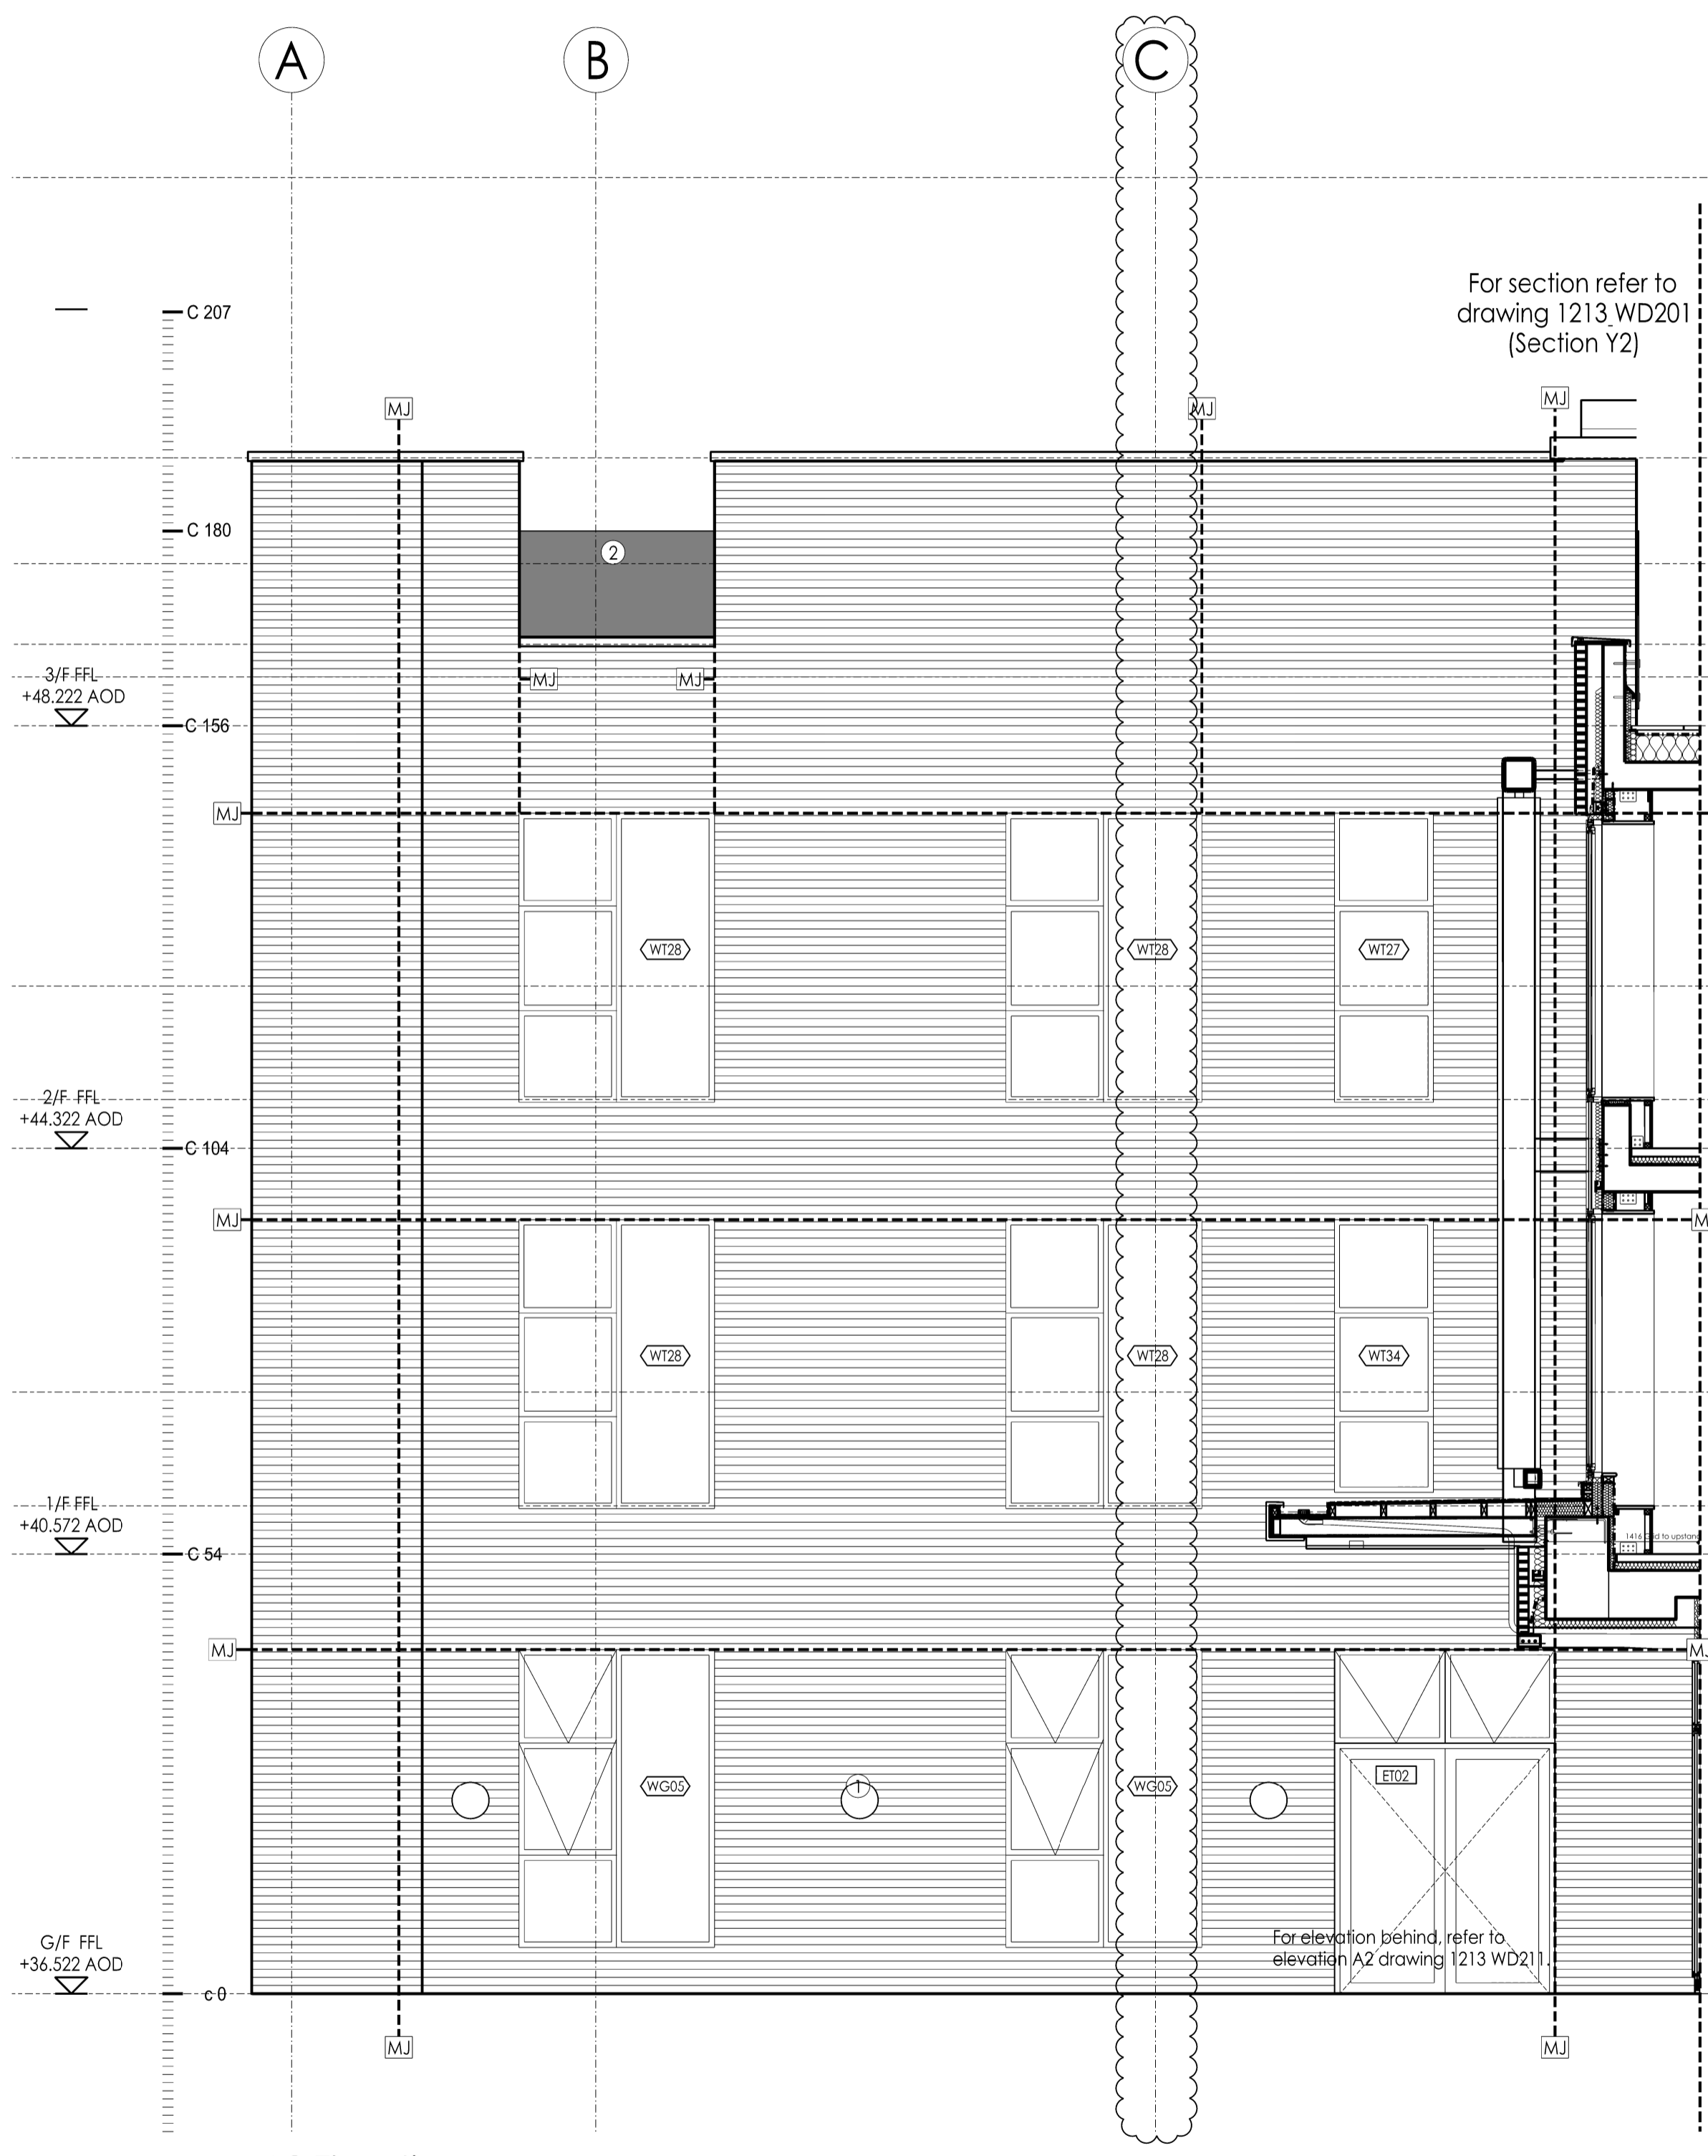 A
B
C
For section refer to
drawing 1213_WD201
(Section Y2)
C 207
MJ
MJ
MJ
C 180
2
3/F FFL
+48.222 AOD
MJ
MJ
C 156
MJ
WT28
WT28
WT27
2/F FFL
+44.322 AOD
C 104
MJ
WT28
WT28
WT34
1/F FFL
+40.572 AOD
C 54
MJ
MJ
1
WG05
WG05
ET02
For elevation behind, refer to
elevation A2 drawing 1213 WD211.
G/F FFL
+36.522 AOD
c 0
MJ
MJ